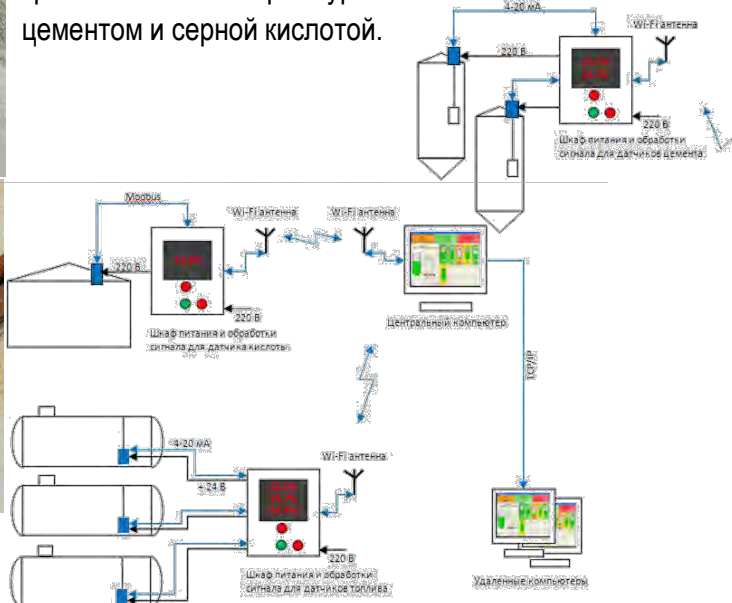 цементом и серной кислотой.
4-20 мА
Wi-Fi антенна
220 В
220 В
Шкаф питания и обработки
сигнала для датчиков цемента
Modbus
Wi-Fi антенна
Wi-Fi антенна
220 В
220 В
Шкаф питания и обработки
сигнала для датчика кислоты
Центральный компьютер
TCP/IP
4-20 мА
+ 24 В
Wi-Fi антенна
220 В
Шкаф питания и обработки
сигнала для датчиков топлива
Удаленные компьютеры